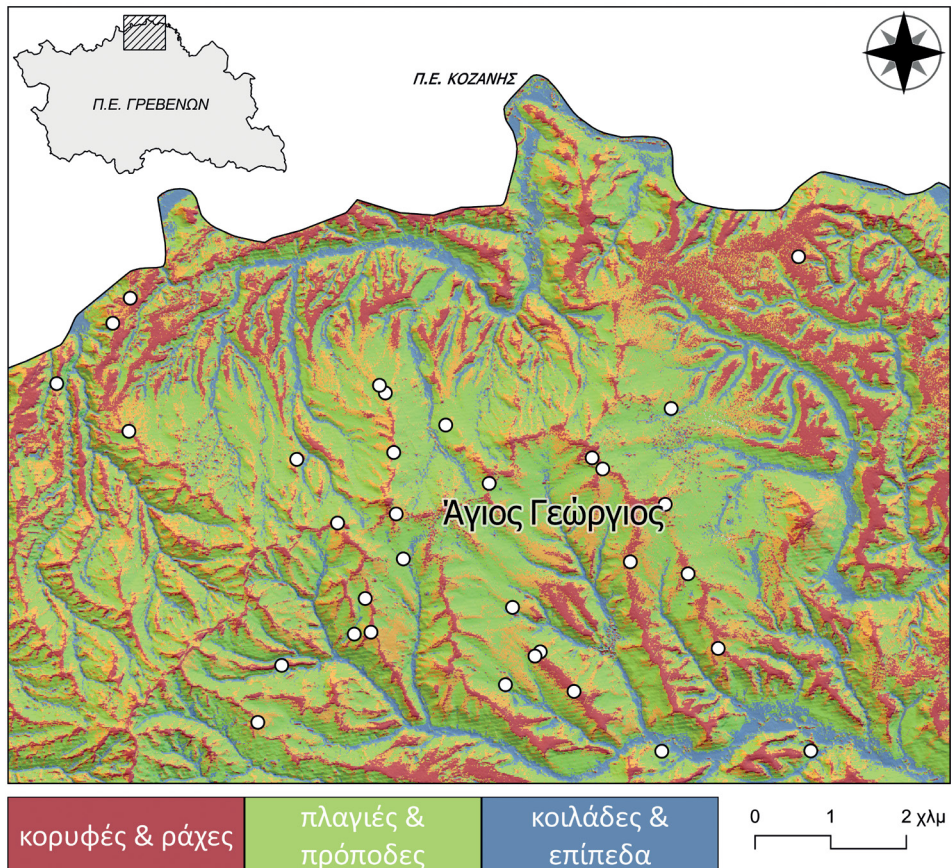 Π.Ε. ΚΟΖΑΝΗΣ
Π.Ε. ΓΡΕΒΕΝΩΝ
Άγιος Γεώργιος
κορυφές & ράχες
πλαγιές &
πρόποδες
κοιλάδες &
επίπεδα
0 1 2 χλμ